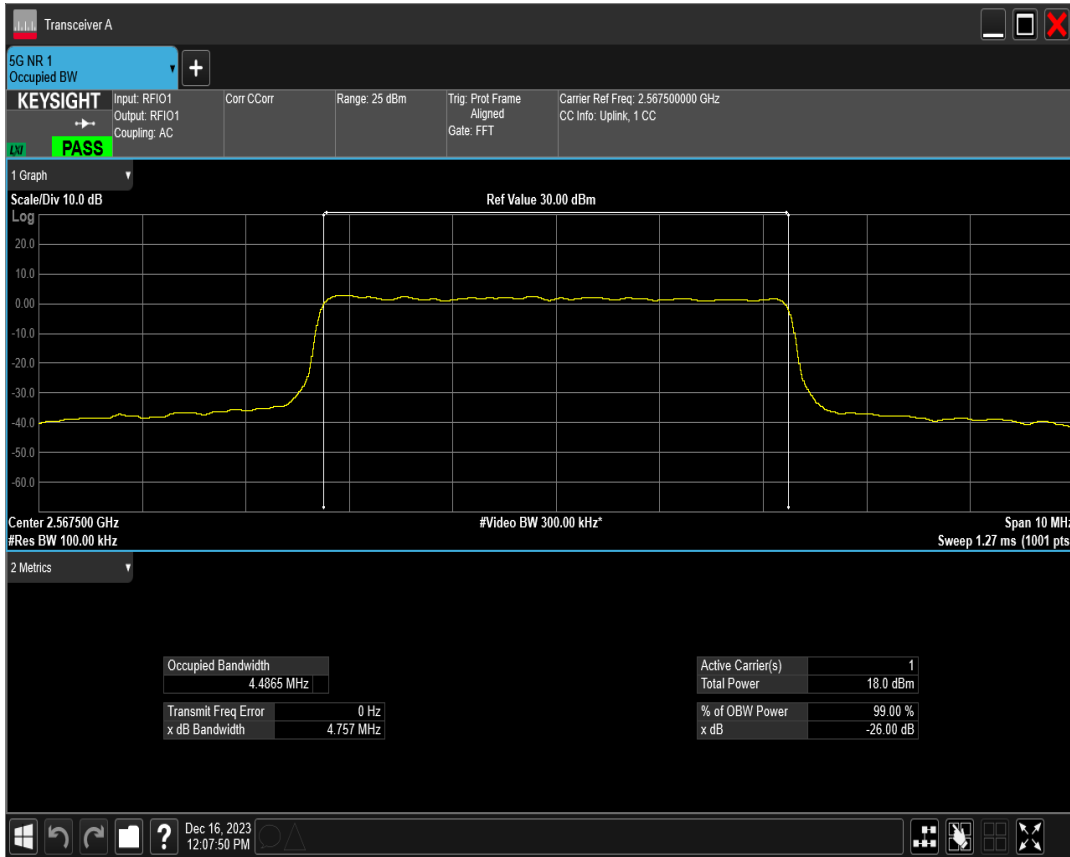 Transceiver A
5G NR 1
Occupied BW
+
KEYSIGHT
LXI
PASS
Input: RFIO1
Output: RFIO1
Coupling: AC
Corr CCorr
Range: 25 dBm
Trig: Prot Frame
Aligned
Gate: FFT
Carrier Ref Freq: 2.567500000 GHz
CC Info: Uplink, 1 CC
1 Graph
Scale/Div 10.0 dB
Ref Value 30.00 dBm
Log
20.0
10.0
0.00
-10.0
-20.0
-30.0
-40.0
-50.0
-60.0
Center 2.567500 GHz
#Video BW 300.00 kHz*
Span 10 MHz
#Res BW 100.00 kHz
Sweep 1.27 ms (1001 pts
2 Metrics
Occupied Bandwidth
4.4865 MHz
Transmit Freq Error 0 Hz
x dB Bandwidth 4.757 MHz
Active Carrier(s) 1
Total Power 18.0 dBm
% of OBW Power 99.00 %
x dB -26.00 dB
?
Dec 16, 2023
12:07:50 PM